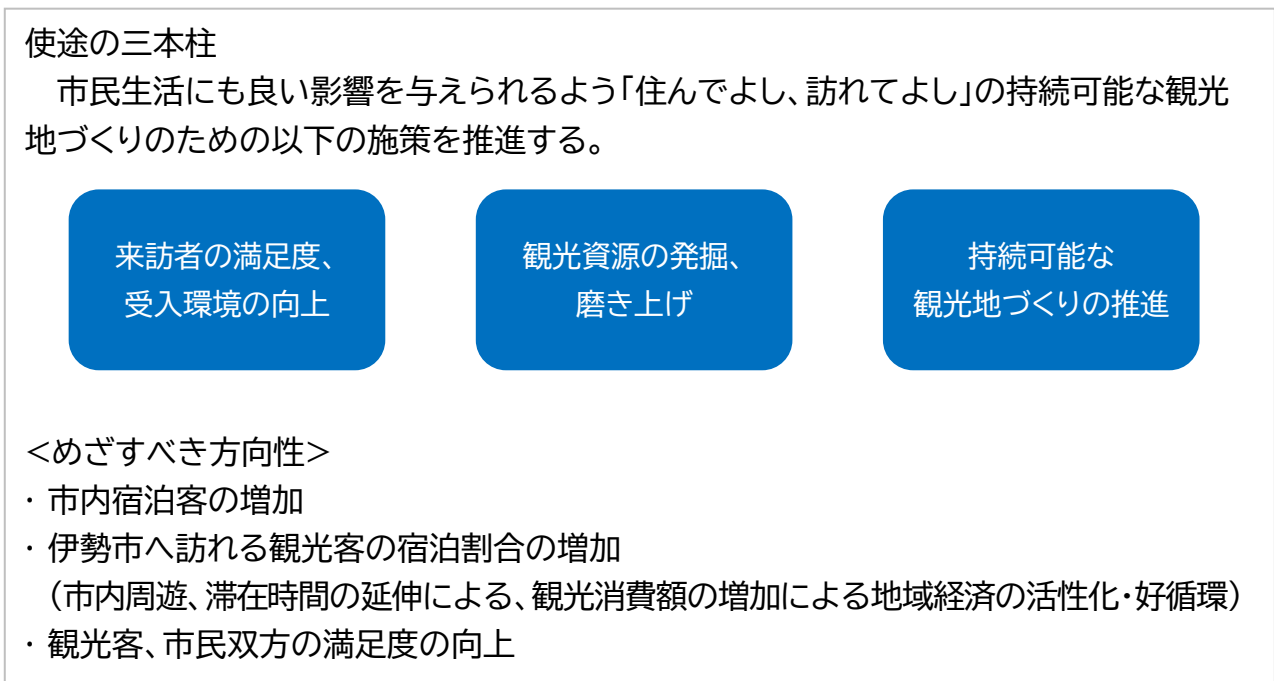 使途の三本柱
　市民生活にも良い影響を与えられるよう「住んでよし、訪れてよし」の持続可能な観光
地づくりのための以下の施策を推進する。
来訪者の満足度、
受入環境の向上
観光資源の発掘、
磨き上げ
持続可能な
観光地づくりの推進
＜めざすべき方向性＞
・ 市内宿泊客の増加
・ 伊勢市へ訪れる観光客の宿泊割合の増加
（市内周遊、滞在時間の延伸による、観光消費額の増加による地域経済の活性化・好循環）
・ 観光客、市民双方の満足度の向上